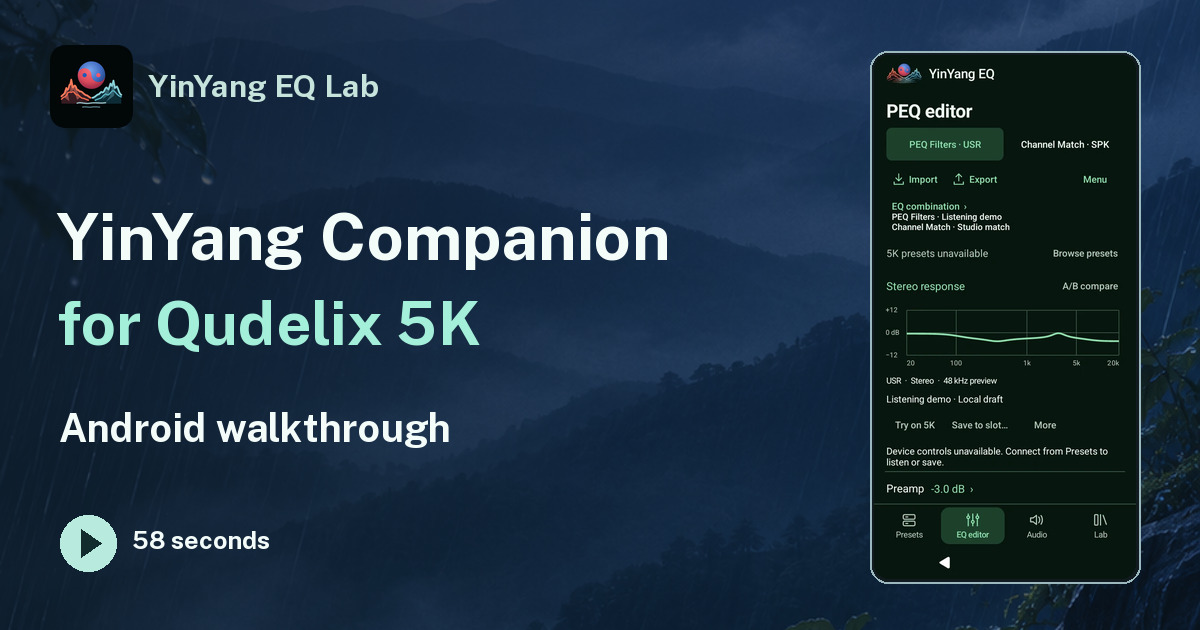 YinYang EQ Lab
YinYang Companion
for Qudelix 5K
Android walkthrough
58 seconds
YinYang EQ
PEQ editor
PEQ Filters · USR
Channel Match · SPK
Import
Export
Menu
EQ combination ›
PEQ Filters · Listening demo
Channel Match · Studio match
5K presets unavailable
Browse presets
Stereo response
A/B compare
+12
0 dB
−12
20 100 1k 5k 20k
USR · Stereo · 48 kHz preview
Listening demo · Local draft
Try on 5K
Save to slot...
More
Device controls unavailable. Connect from Presets to
listen or save.
Preamp -3.0 dB ›
Presets
EQ editor
Audio
Lab